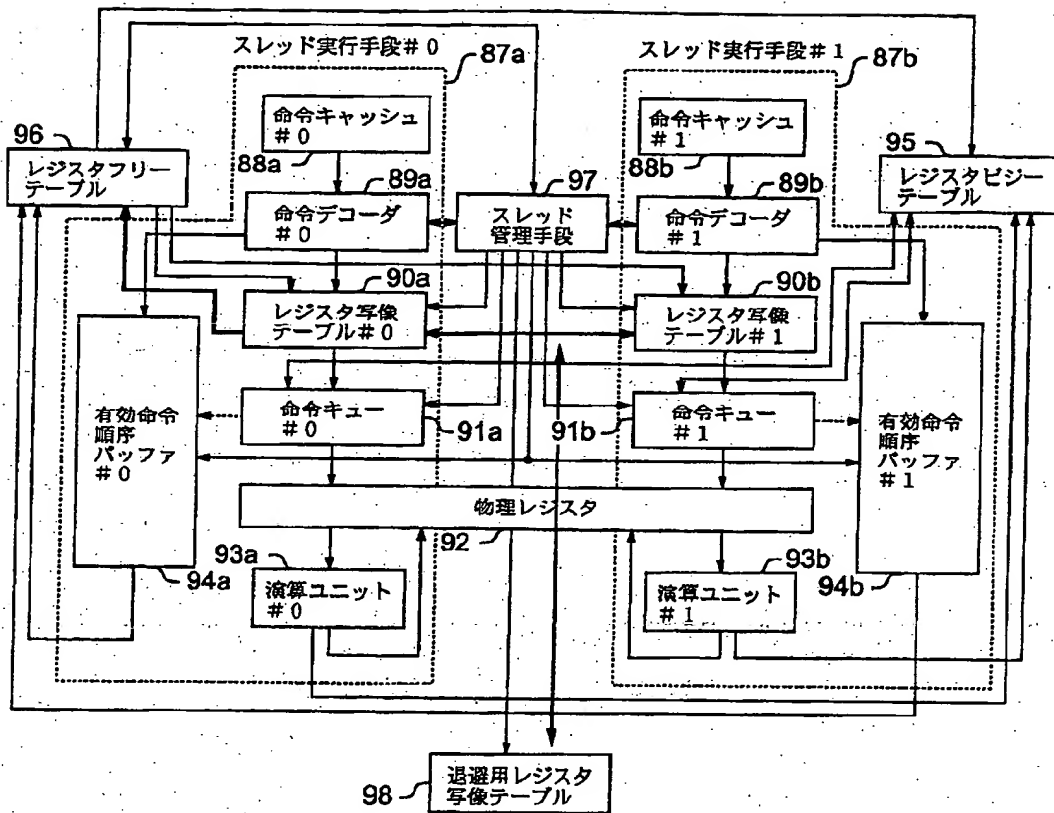 スレッド実行手段#0
87a
スレッド実行手段#1
87b
命令キャッシュ
#0
88a
命令キャッシュ
#1
88b
96
レジスタフリー
テーブル
95
レジスタビジー
テーブル
89a
命令デコーダ
#0
97
スレッド
管理手段
89b
命令デコーダ
#1
90a
レジスタ写像
テーブル#0
90b
レジスタ写像
テーブル#1
有効命令
順序
バッファ
#0
94a
命令キュー
#0
91a
91b
命令キュー
#1
有効命令
順序
バッファ
#1
94b
物理レジスタ
92
93a
演算ユニット
#0
93b
演算ユニット
#1
98
退避用レジスタ
写像テーブル